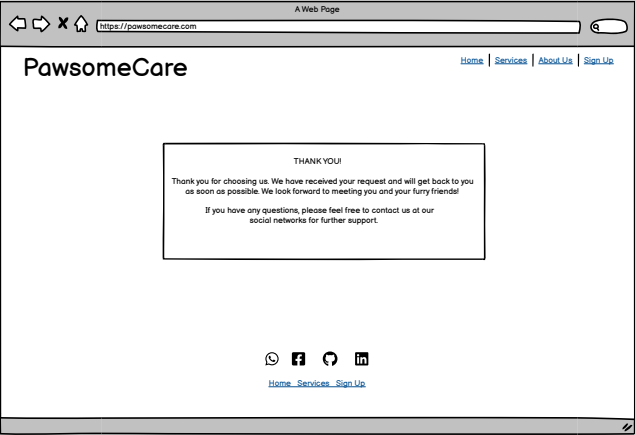 A Web Page
https://pawsomecare.com
PawsomeCare
Home Services About Us Sign Up
THANK YOU!
Thank you for choosing us. We have received your request and will get back to you
as soon as possible. We look forward to meeting you and your furry friends!
If you have any questions, please feel free to contact us at our
social networks for further support.
Home Services Sign Up